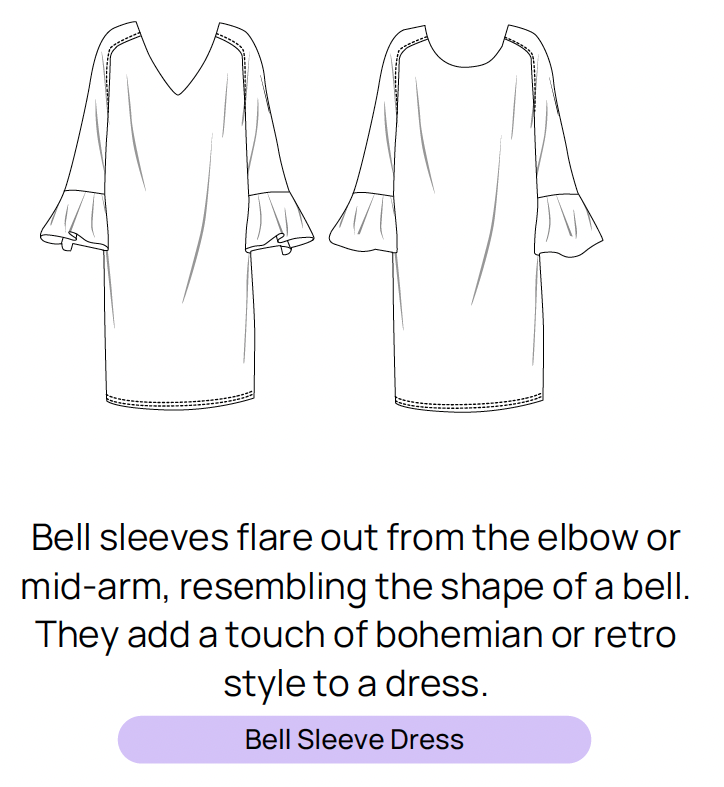 Bell sleeves flare out from the elbow or
mid-arm, resembling the shape of a bell.
They add a touch of bohemian or retro
style to a dress.
Bell Sleeve Dress